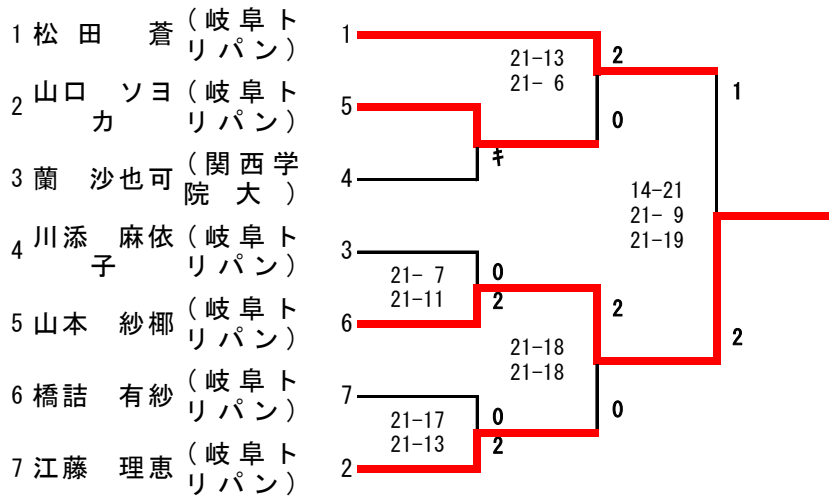 1 松田 蒼 (岐阜トリパン) 1
2 山口 ソヨカ (岐阜トリパン) 5
3 蘭 沙也可 (関西学院大) 4
4 川添 麻依子 (岐阜トリパン) 3
5 山本 紗椰 (岐阜トリパン) 6
6 橋詰 有紗 (岐阜トリパン) 7
7 江藤 理恵 (岐阜トリパン) 2
21-13
21- 6
2
0
キ
21- 7
21-11
0
2
21-17
21-13
0
2
21-18
21-18
2
0
14-21
21- 9
21-19
1
2